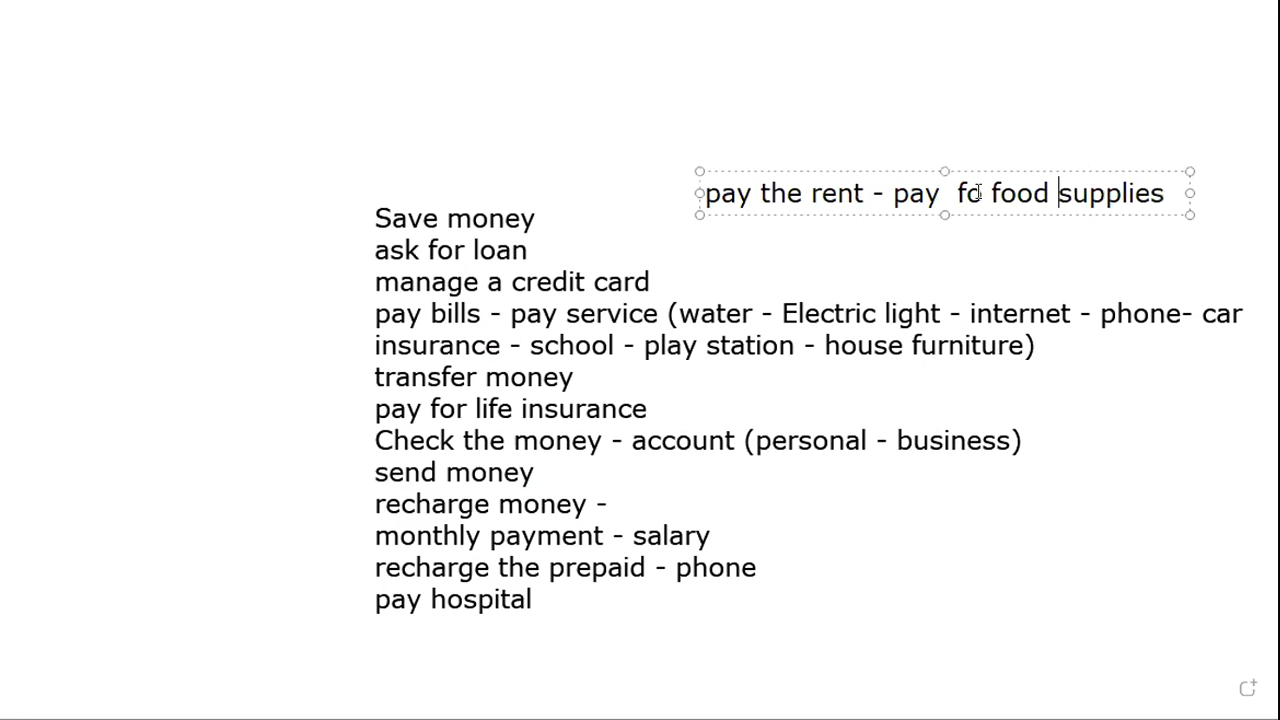 pay the rent - pay  fo food supplies
Save money
ask for loan
manage a credit card
pay bills - pay service (water - Electric light - internet - phone- car
insurance - school - play station - house furniture)
transfer money
pay for life insurance
Check the money - account (personal - business)
send money
recharge money -
monthly payment - salary
recharge the prepaid - phone
pay hospital